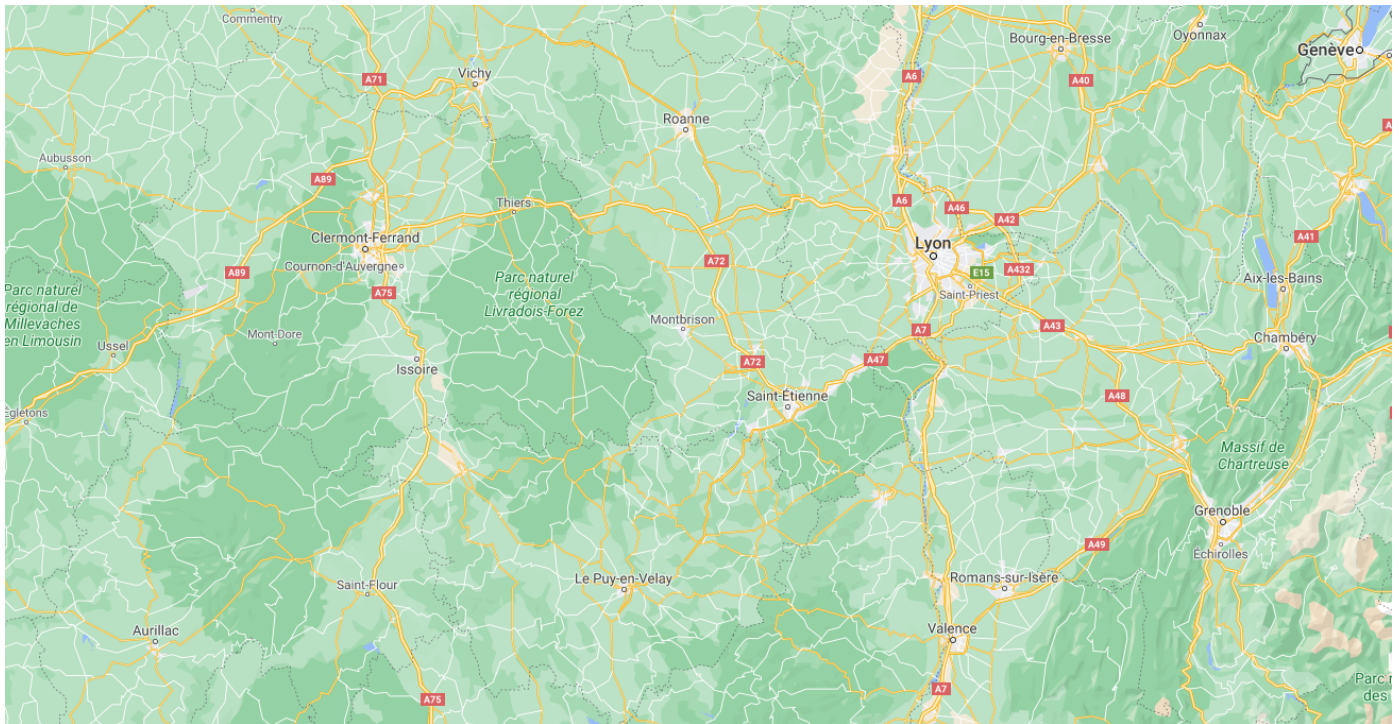 Commentry
Vichy
A71
Roanne
A6
Bourg-en-Bresse
A40
Oyonnax
Genève
Aubusson
A89
Thiers
A6
A46
A42
Clermont-Ferrand
Cournon-d'Auvergne
A89
A75
A72
Lyon
E15
A432
Saint-Priest
A41
Aix-les-Bains
Parc naturel
régional de
Millevaches
en Limousin
Parc naturel
régional
Livradois-Forez
Mont-Dore
Ussel
Montbrison
A7
A43
Chambéry
Issoire
A72
A47
Saint-Étienne
A48
Egletons
Massif de
Chartreuse
Grenoble
Échirolles
A49
Saint-Flour
Le Puy-en-Velay
Romans-sur-Isère
Aurillac
Valence
A75
A7